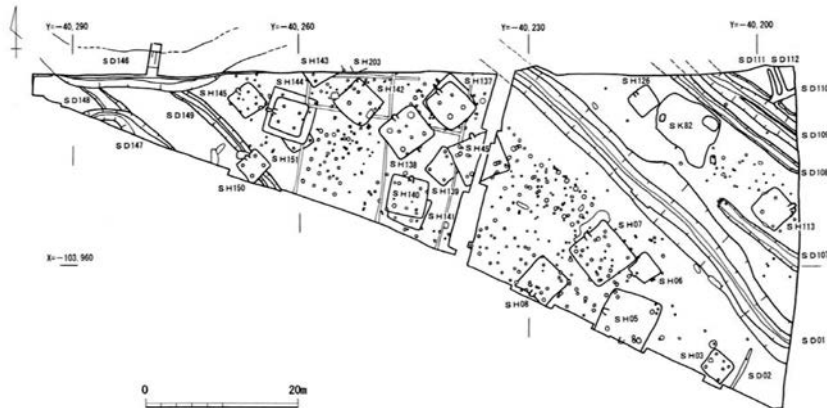 Y=-40,290
Y=-40,260
Y=-40,230
Y=-40,200
SD146
SH143
SH203
SD111
SD112
SH144
SH142
SH137
SH126
SD110
SH145
SD148
SD149
SK82
SD109
SD147
SH151
SH138
SH139
SH45
SD108
SH150
SH140
SH141
SH07
SH113
X=-103,960
SH06
SD107
SH08
SH05
SD01
SH03
SD02
0
20m